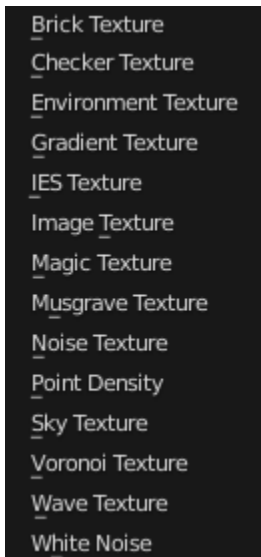 Brick Texture
Checker Texture
Environment Texture
Gradient Texture
IES Texture
Image Texture
Magic Texture
Musgrave Texture
Noise Texture
Point Density
Sky Texture
Voronoi Texture
Wave Texture
White Noise